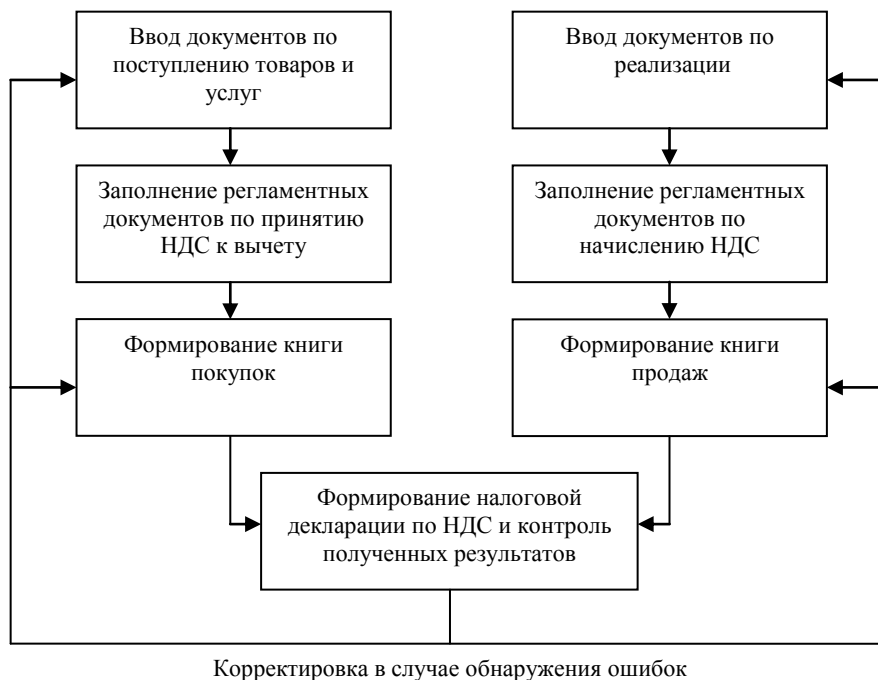 Ввод документов по
поступлению товаров и
услуг
Ввод документов по
реализации
Заполнение регламентных
документов по принятию
НДС к вычету
Заполнение регламентных
документов по
начислению НДС
Формирование книги
покупок
Формирование книги
продаж
Формирование налоговой
декларации по НДС и контроль
полученных результатов
Корректировка в случае обнаружения ошибок